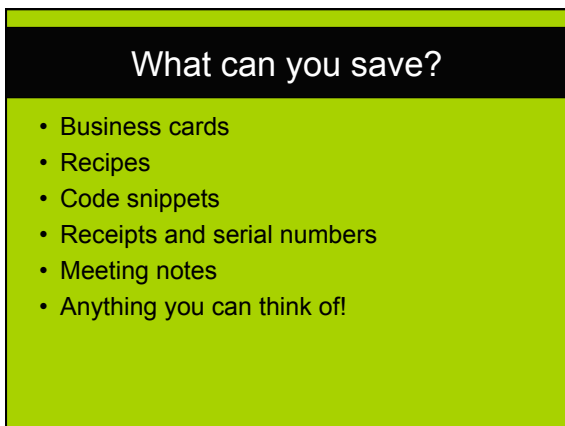 What can you save?
• Business cards
• Recipes
• Code snippets
• Receipts and serial numbers
• Meeting notes
• Anything you can think of!